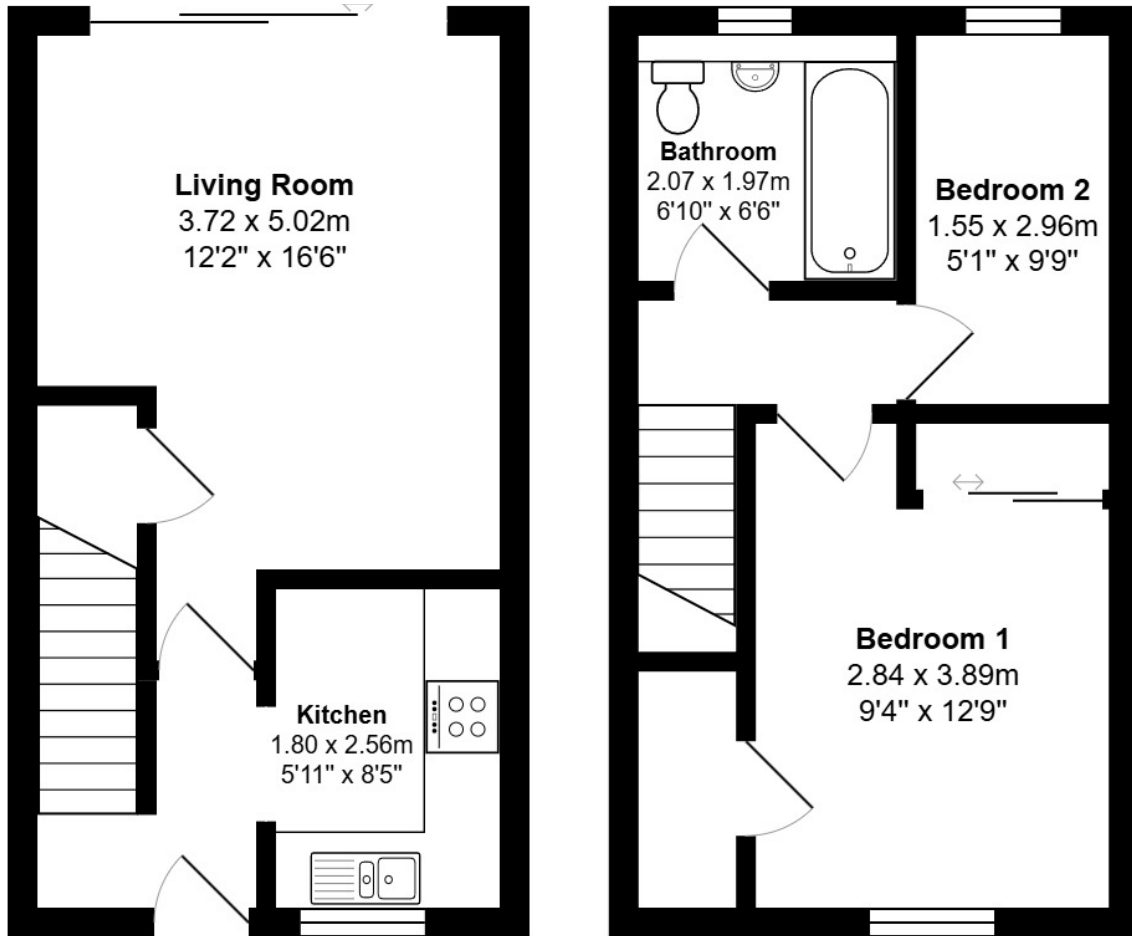 Living Room
3.72 x 5.02m
12'2" x 16'6"
Kitchen
1.80 x 2.56m
5'11" x 8'5"
Bathroom
2.07 x 1.97m
6'10" x 6'6"
Bedroom 2
1.55 x 2.96m
5'1" x 9'9"
Bedroom 1
2.84 x 3.89m
9'4" x 12'9"